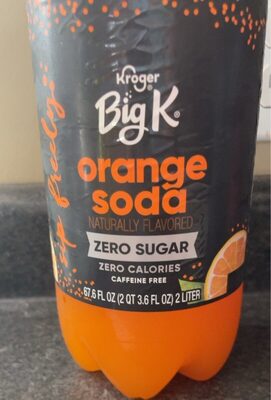 Kroger®
Big K®
orange
soda
NATURALLY FLAVORED
ZERO SUGAR
ZERO CALORIES
CAFFEINE FREE
67.6 FL OZ (2 QT 3.6 FL OZ) 2 LITER